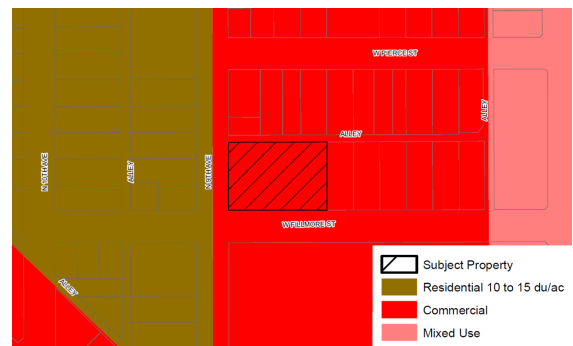 W PIERCE ST
ALLEY
ALLEY
N 10TH AVE
ALLEY
N 9TH AVE
W FILLMORE ST
ALLEY
Subject Property
Residential 10 to 15 du/ac
Commercial
Mixed Use